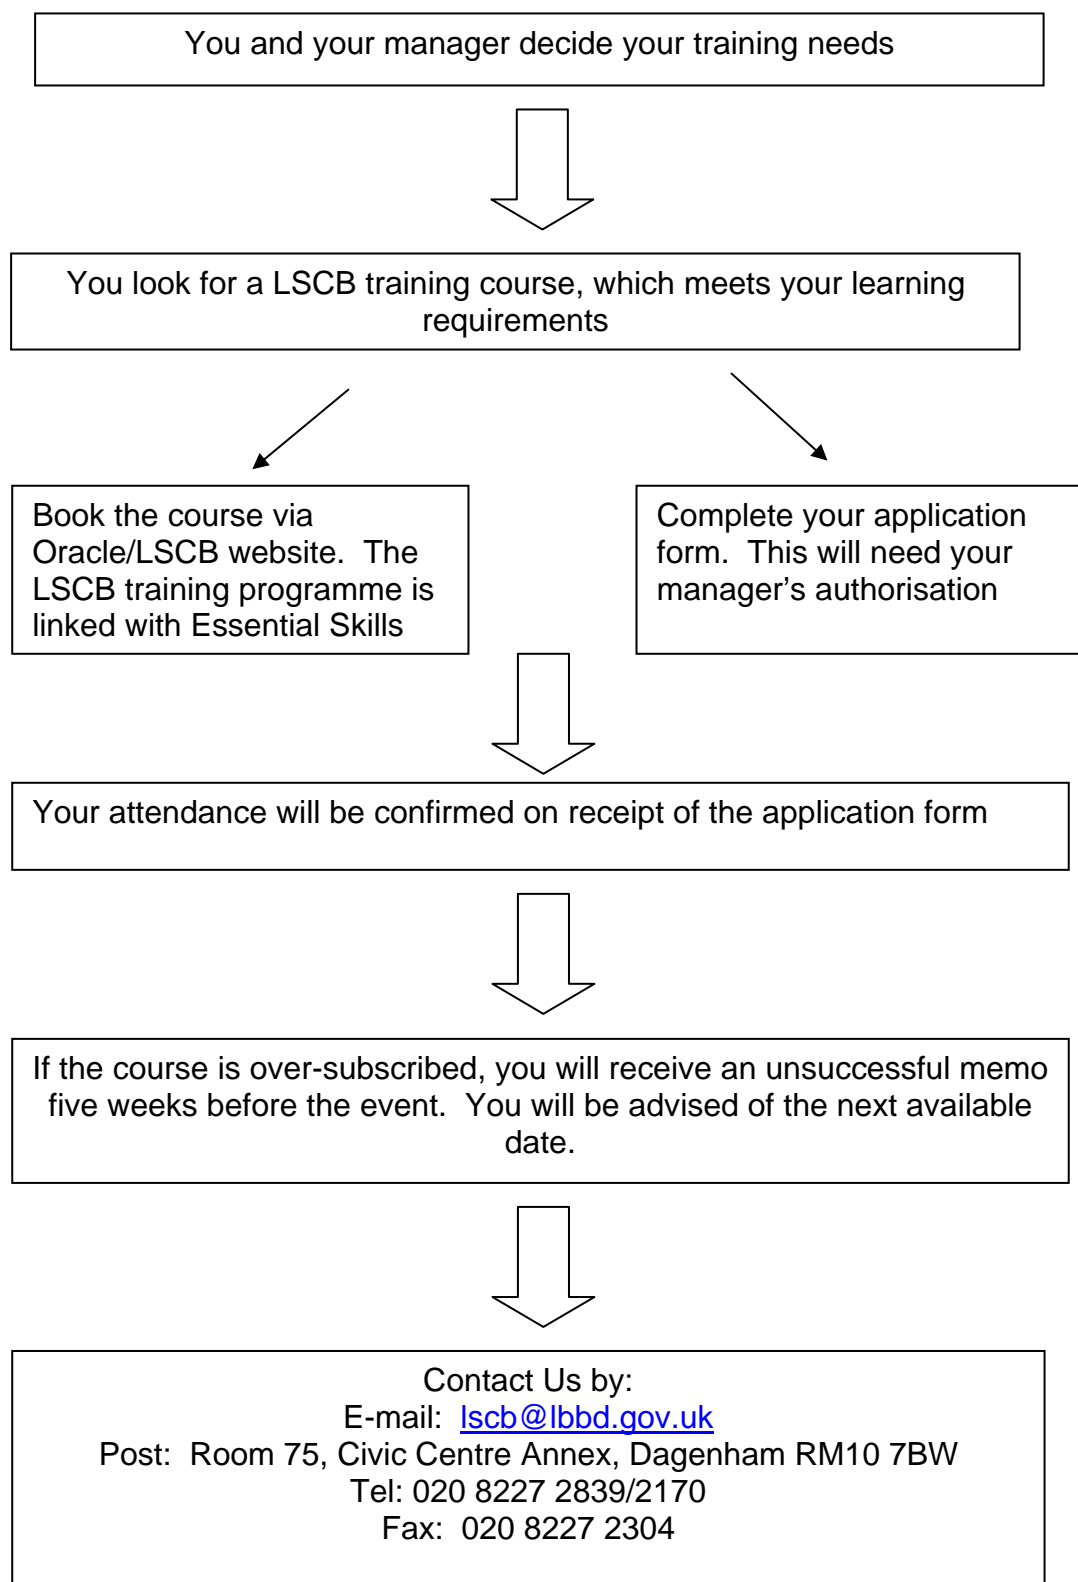 You and your manager decide your training needs
You look for a LSCB training course, which meets your learning
requirements
Book the course via
Oracle/LSCB website.  The
LSCB training programme is
linked with Essential Skills
Complete your application
form.  This will need your
manager’s authorisation
Your attendance will be confirmed on receipt of the application form
If the course is over-subscribed, you will receive an unsuccessful memo
five weeks before the event.  You will be advised of the next available
date.
Contact Us by:
E-mail:  lscb@lbbd.gov.uk
Post:  Room 75, Civic Centre Annex, Dagenham RM10 7BW
Tel: 020 8227 2839/2170
Fax:  020 8227 2304